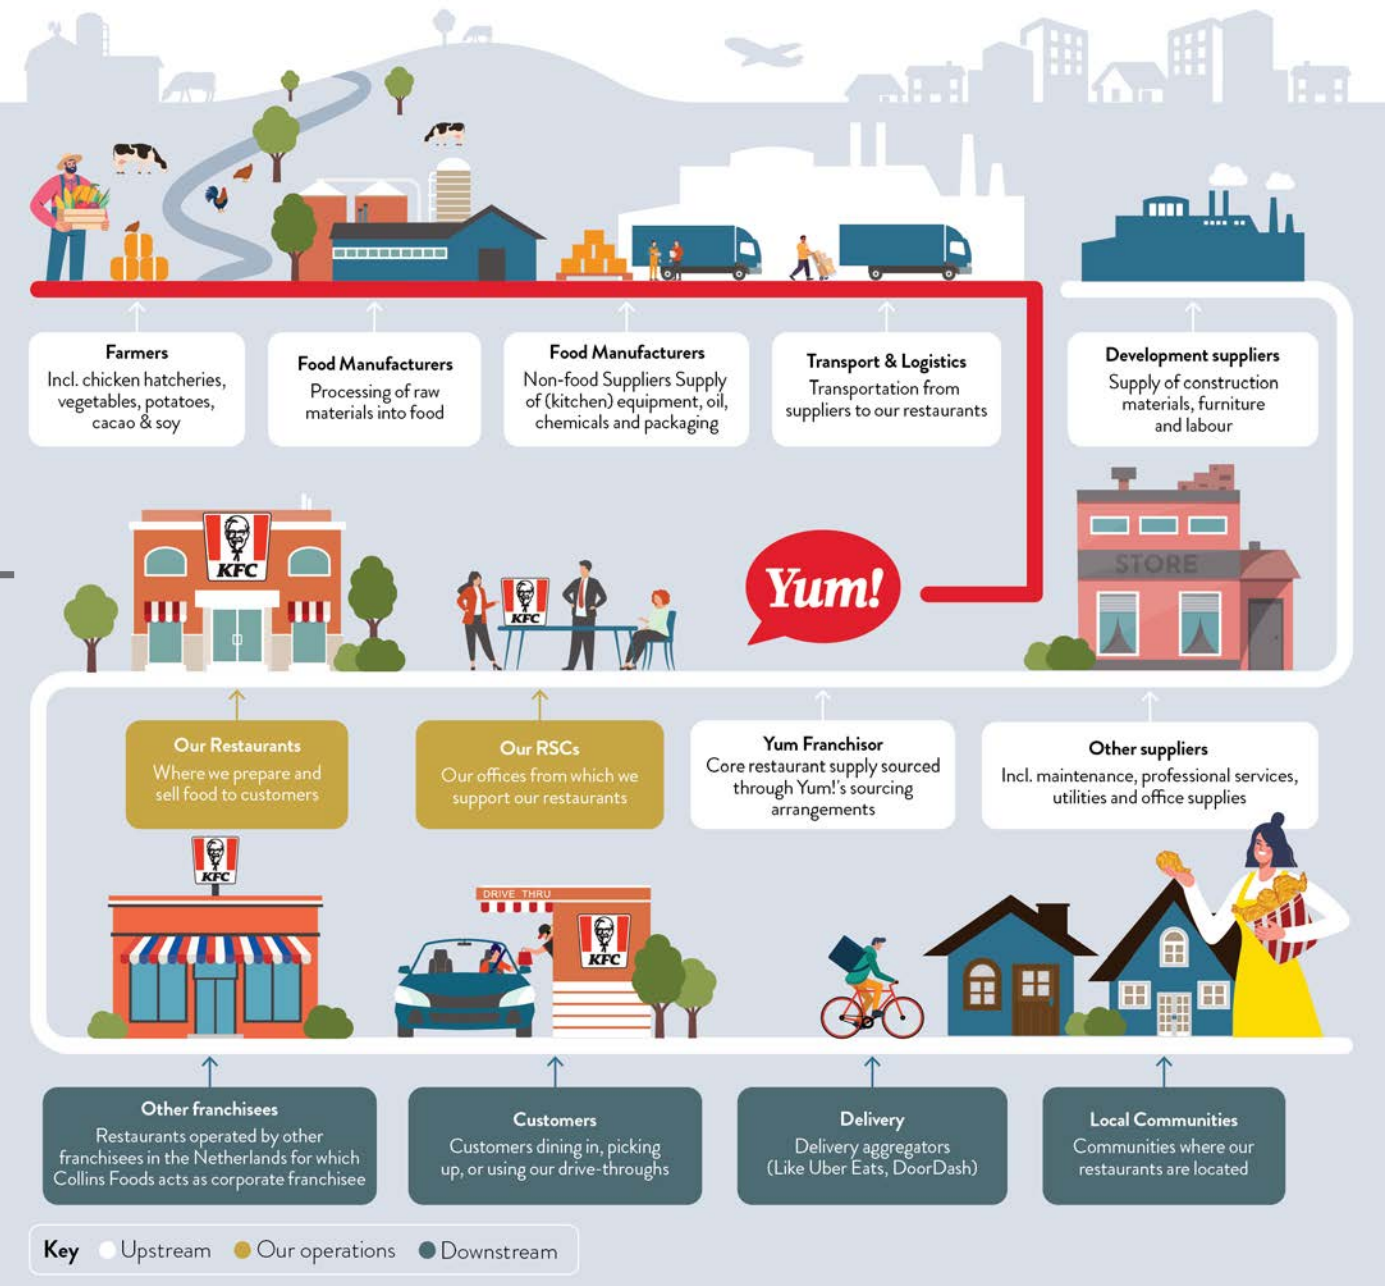 Farmers
Incl. chicken hatcheries,
vegetables, potatoes,
cacao & soy
Food Manufacturers
Processing of raw
materials into food
Food Manufacturers
Non-food Suppliers Supply
of (kitchen) equipment, oil,
chemicals and packaging
Transport & Logistics
Transportation from
suppliers to our restaurants
Development suppliers
Supply of construction
materials, furniture
and labour
KFC
KFC
Yum!
STORE
Our Restaurants
Where we prepare and
sell food to customers
Our RSCs
Our offices from which we
support our restaurants
Yum Franchisor
Core restaurant supply sourced
through Yum!'s sourcing
arrangements
Other suppliers
Incl. maintenance, professional services,
utilities and office supplies
KFC
DRIVE THRU
KFC
Other franchisees
Restaurants operated by other
franchisees in the Netherlands for which
Collins Foods acts as corporate franchisee
Customers
Customers dining in, picking
up, or using our drive-throughs
Delivery
Delivery aggregators
(Like Uber Eats, DoorDash)
Local Communities
Communities where our
restaurants are located
Key
Upstream
Our operations
Downstream